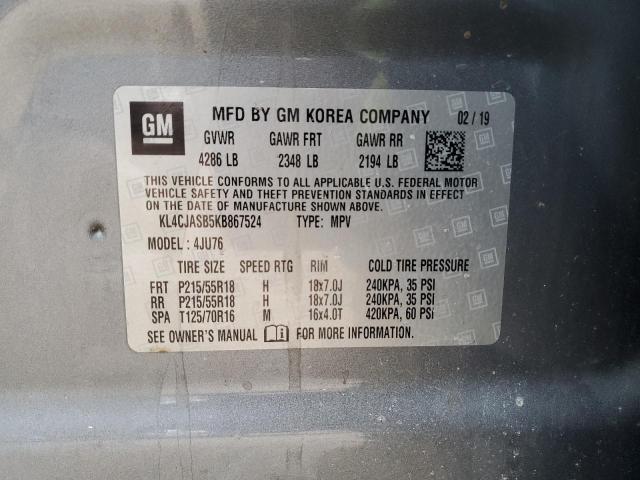 GM MFD BY GM KOREA COMPANY 02 / 19
GVWR GAWR FRT GAWR RR
4286 LB 2348 LB 2194 LB
THIS VEHICLE CONFORMS TO ALL APPLICABLE U.S. FEDERAL MOTOR
VEHICLE SAFETY AND THEFT PREVENTION STANDARDS IN EFFECT
ON THE DATE OF MANUFACTURE SHOWN ABOVE.
KL4CJASB5KB867524 TYPE: MPV
MODEL : 4JU76
TIRE SIZE SPEED RTG RIM COLD TIRE PRESSURE
FRT P215/55R18 H 18x7.0J 240KPA, 35 PSI
RR P215/55R18 H 18x7.0J 240KPA, 35 PSI
SPA T125/70R16 M 16x4.0T 420KPA, 60 PSi
SEE OWNER'S MANUAL FOR MORE INFORMATION.